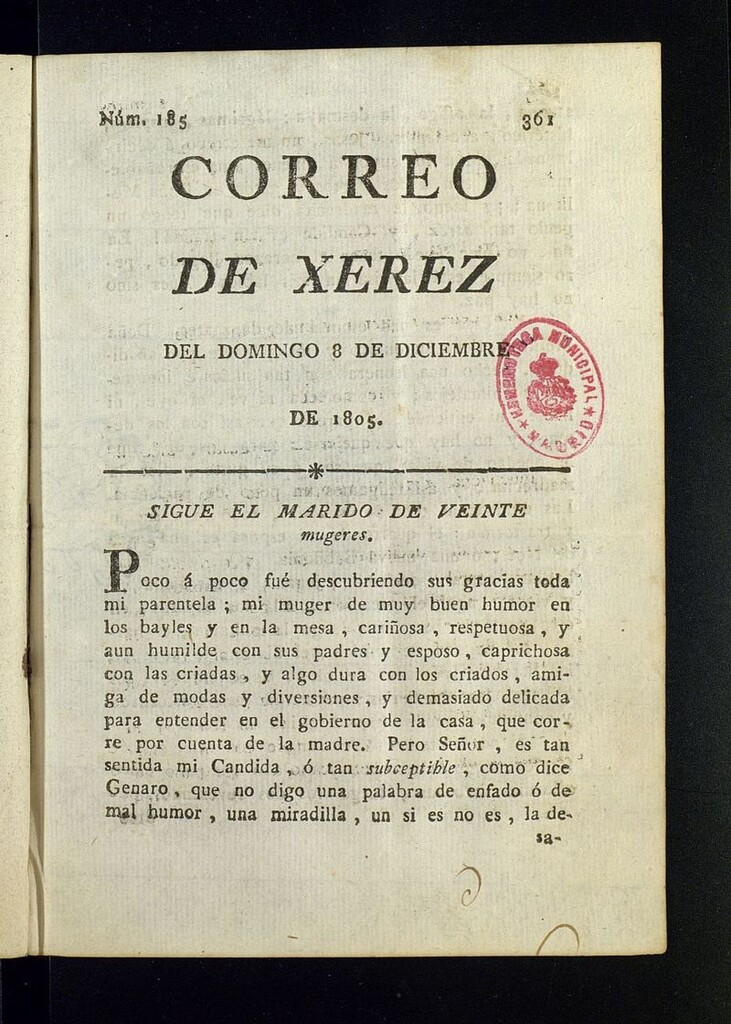 Núm. 185 361
CORREO
DE XEREZ
DEL DOMINGO 8 DE DICIEMBRE
DE 1805.
HEMEROTECA MUNICIPAL
MADRID
SIGUE EL MARIDO DE VEINTE
mugeres.
Poco á poco fué descubriendo sus gracias toda
mi parentela ; mi muger de muy buen humor en
los bayles y en la mesa , cariñosa , respetuosa , y
aun humilde con sus padres y esposo , caprichosa
con las criadas , y algo dura con los criados , ami-
ga de modas y diversiones , y demasiado delicada
para entender en el gobierno de la casa , que cor-
re por cuenta de la madre. Pero Señor , es tan
sentida mi Candida , ó tan subceptible , como dice
Genaro , que no digo una palabra de enfado ó de
mal humor , una miradilla , un si es no es , la de-
sa-